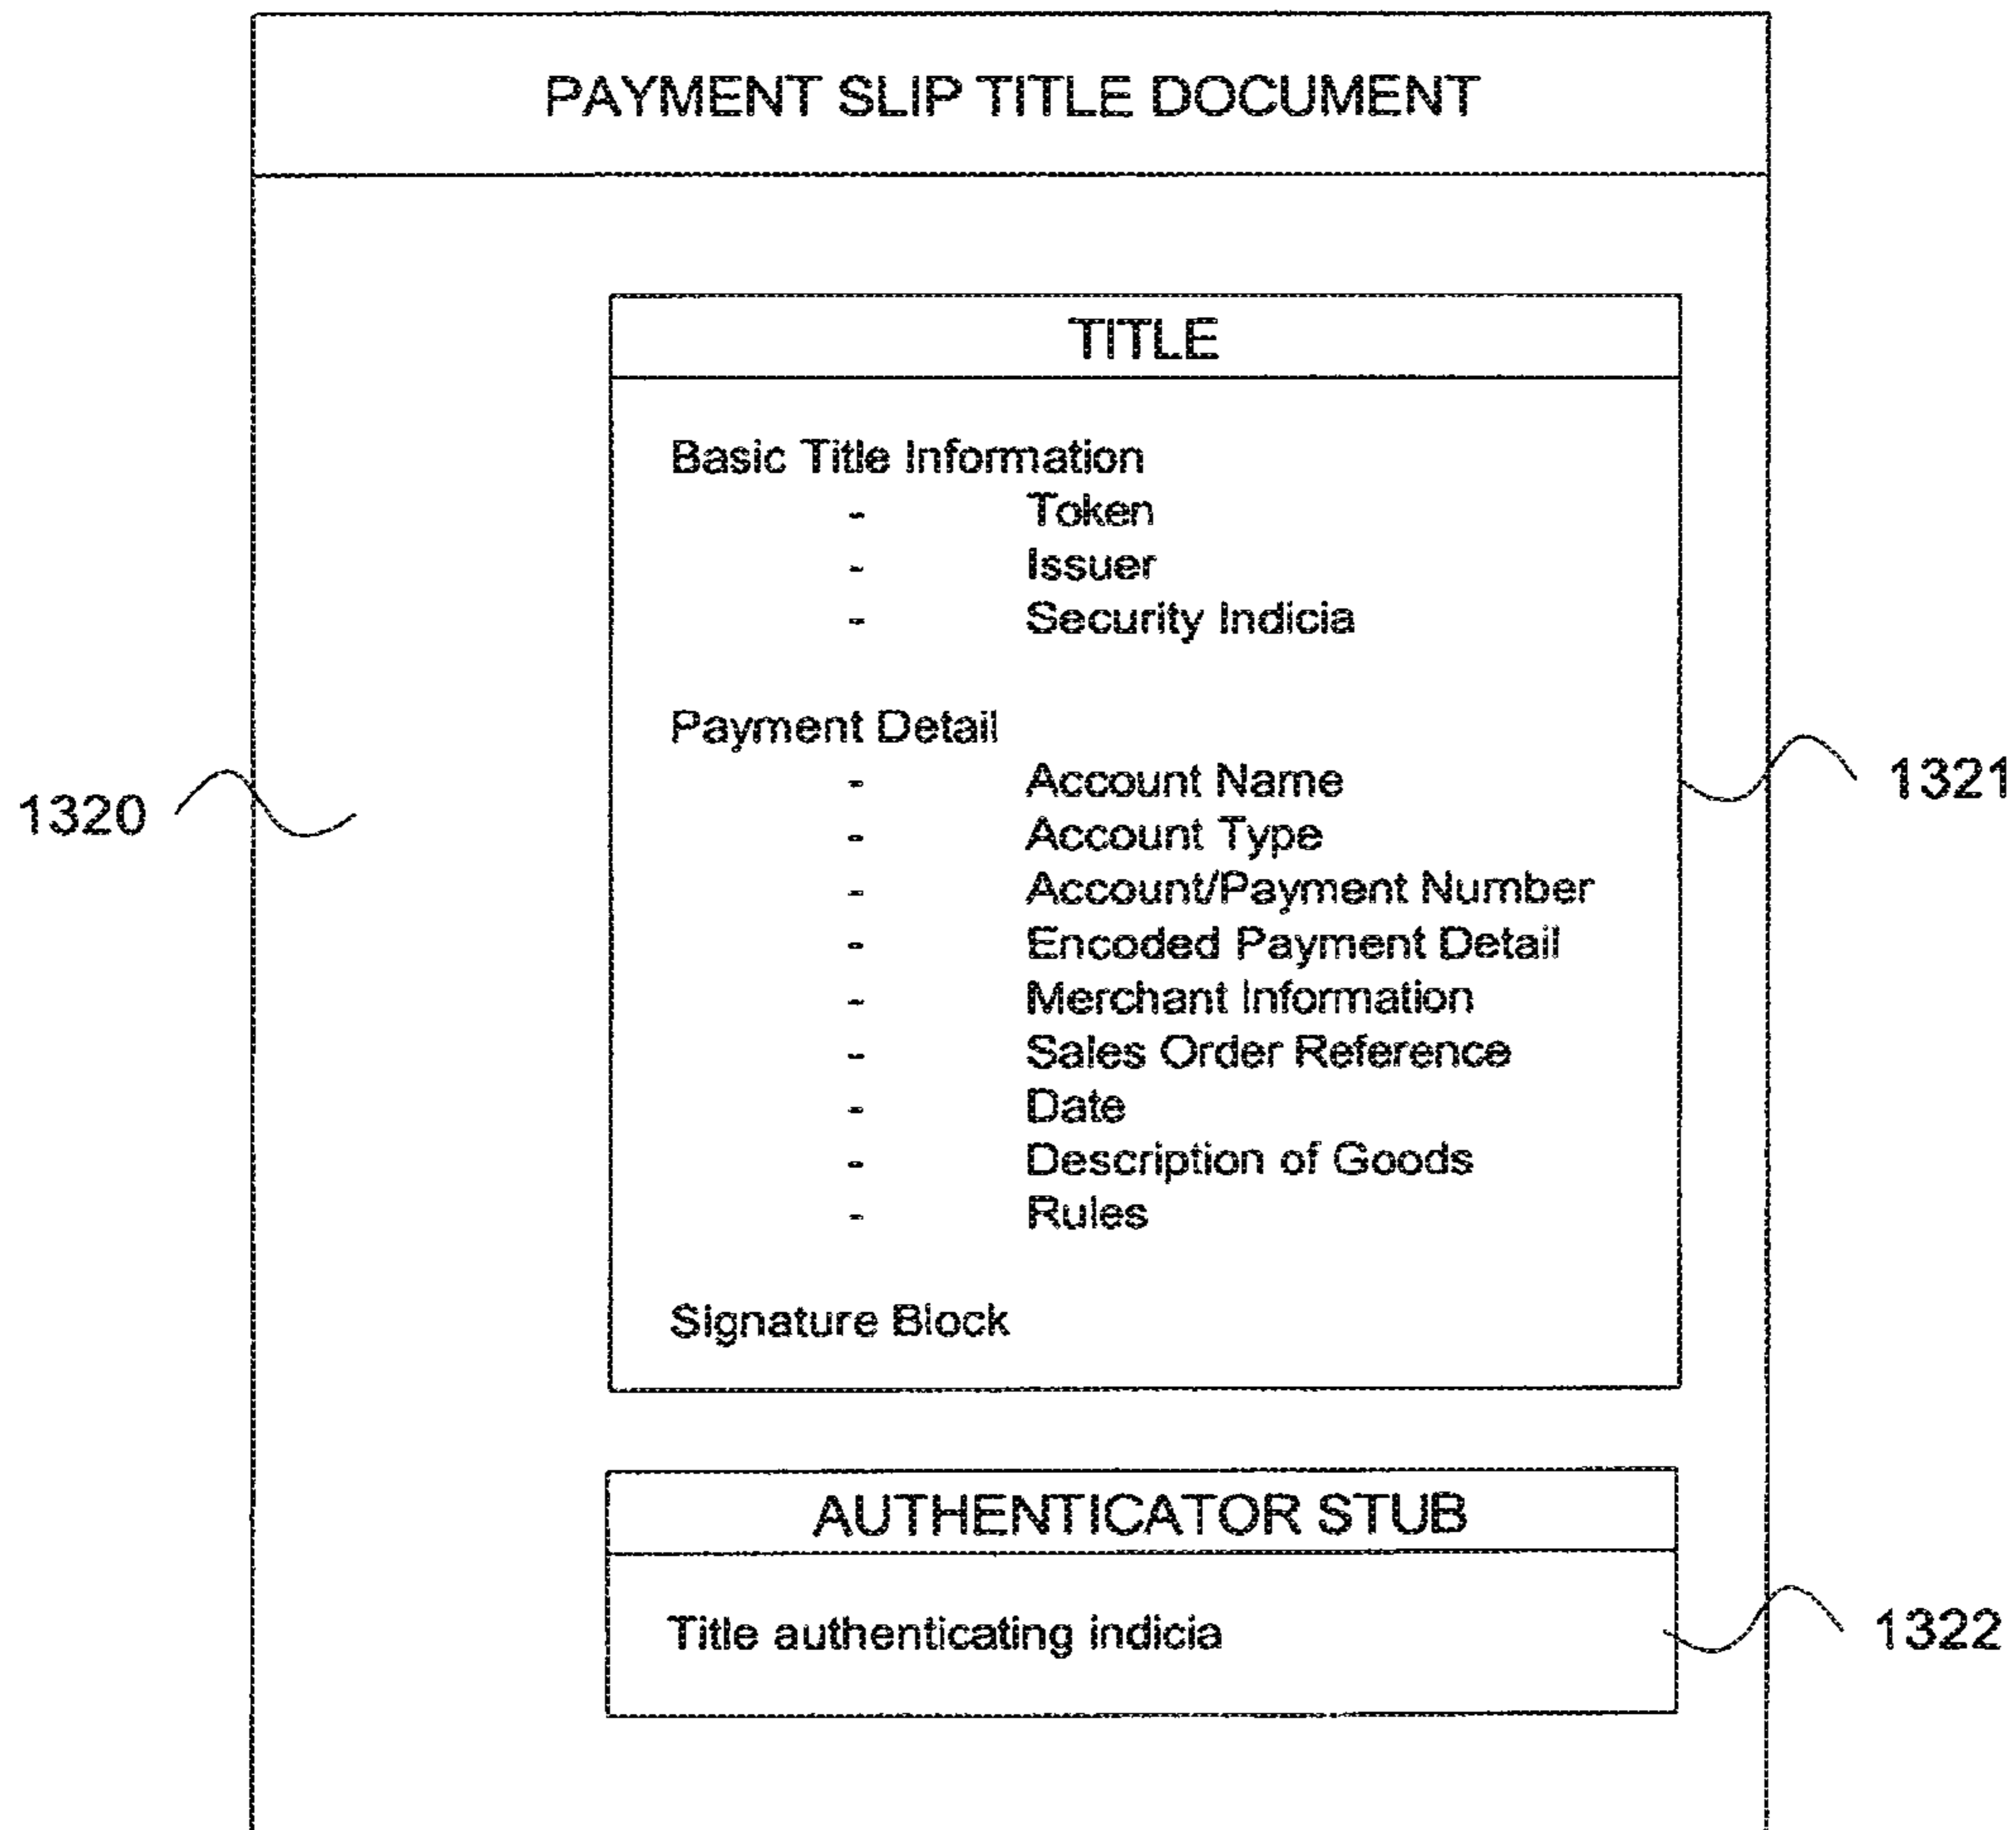 PAYMENT SLIP TITLE DOCUMENT
TITLE
Basic Title Information
- Token
- Issuer
- Security Indicia
Payment Detail
- Account Name
- Account Type
- Account/Payment Number
- Encoded Payment Detail
- Merchant Information
- Sales Order Reference
- Date
- Description of Goods
- Rules
Signature Block
1320
1321
AUTHENTICATOR STUB
Title authenticating indicia
1322